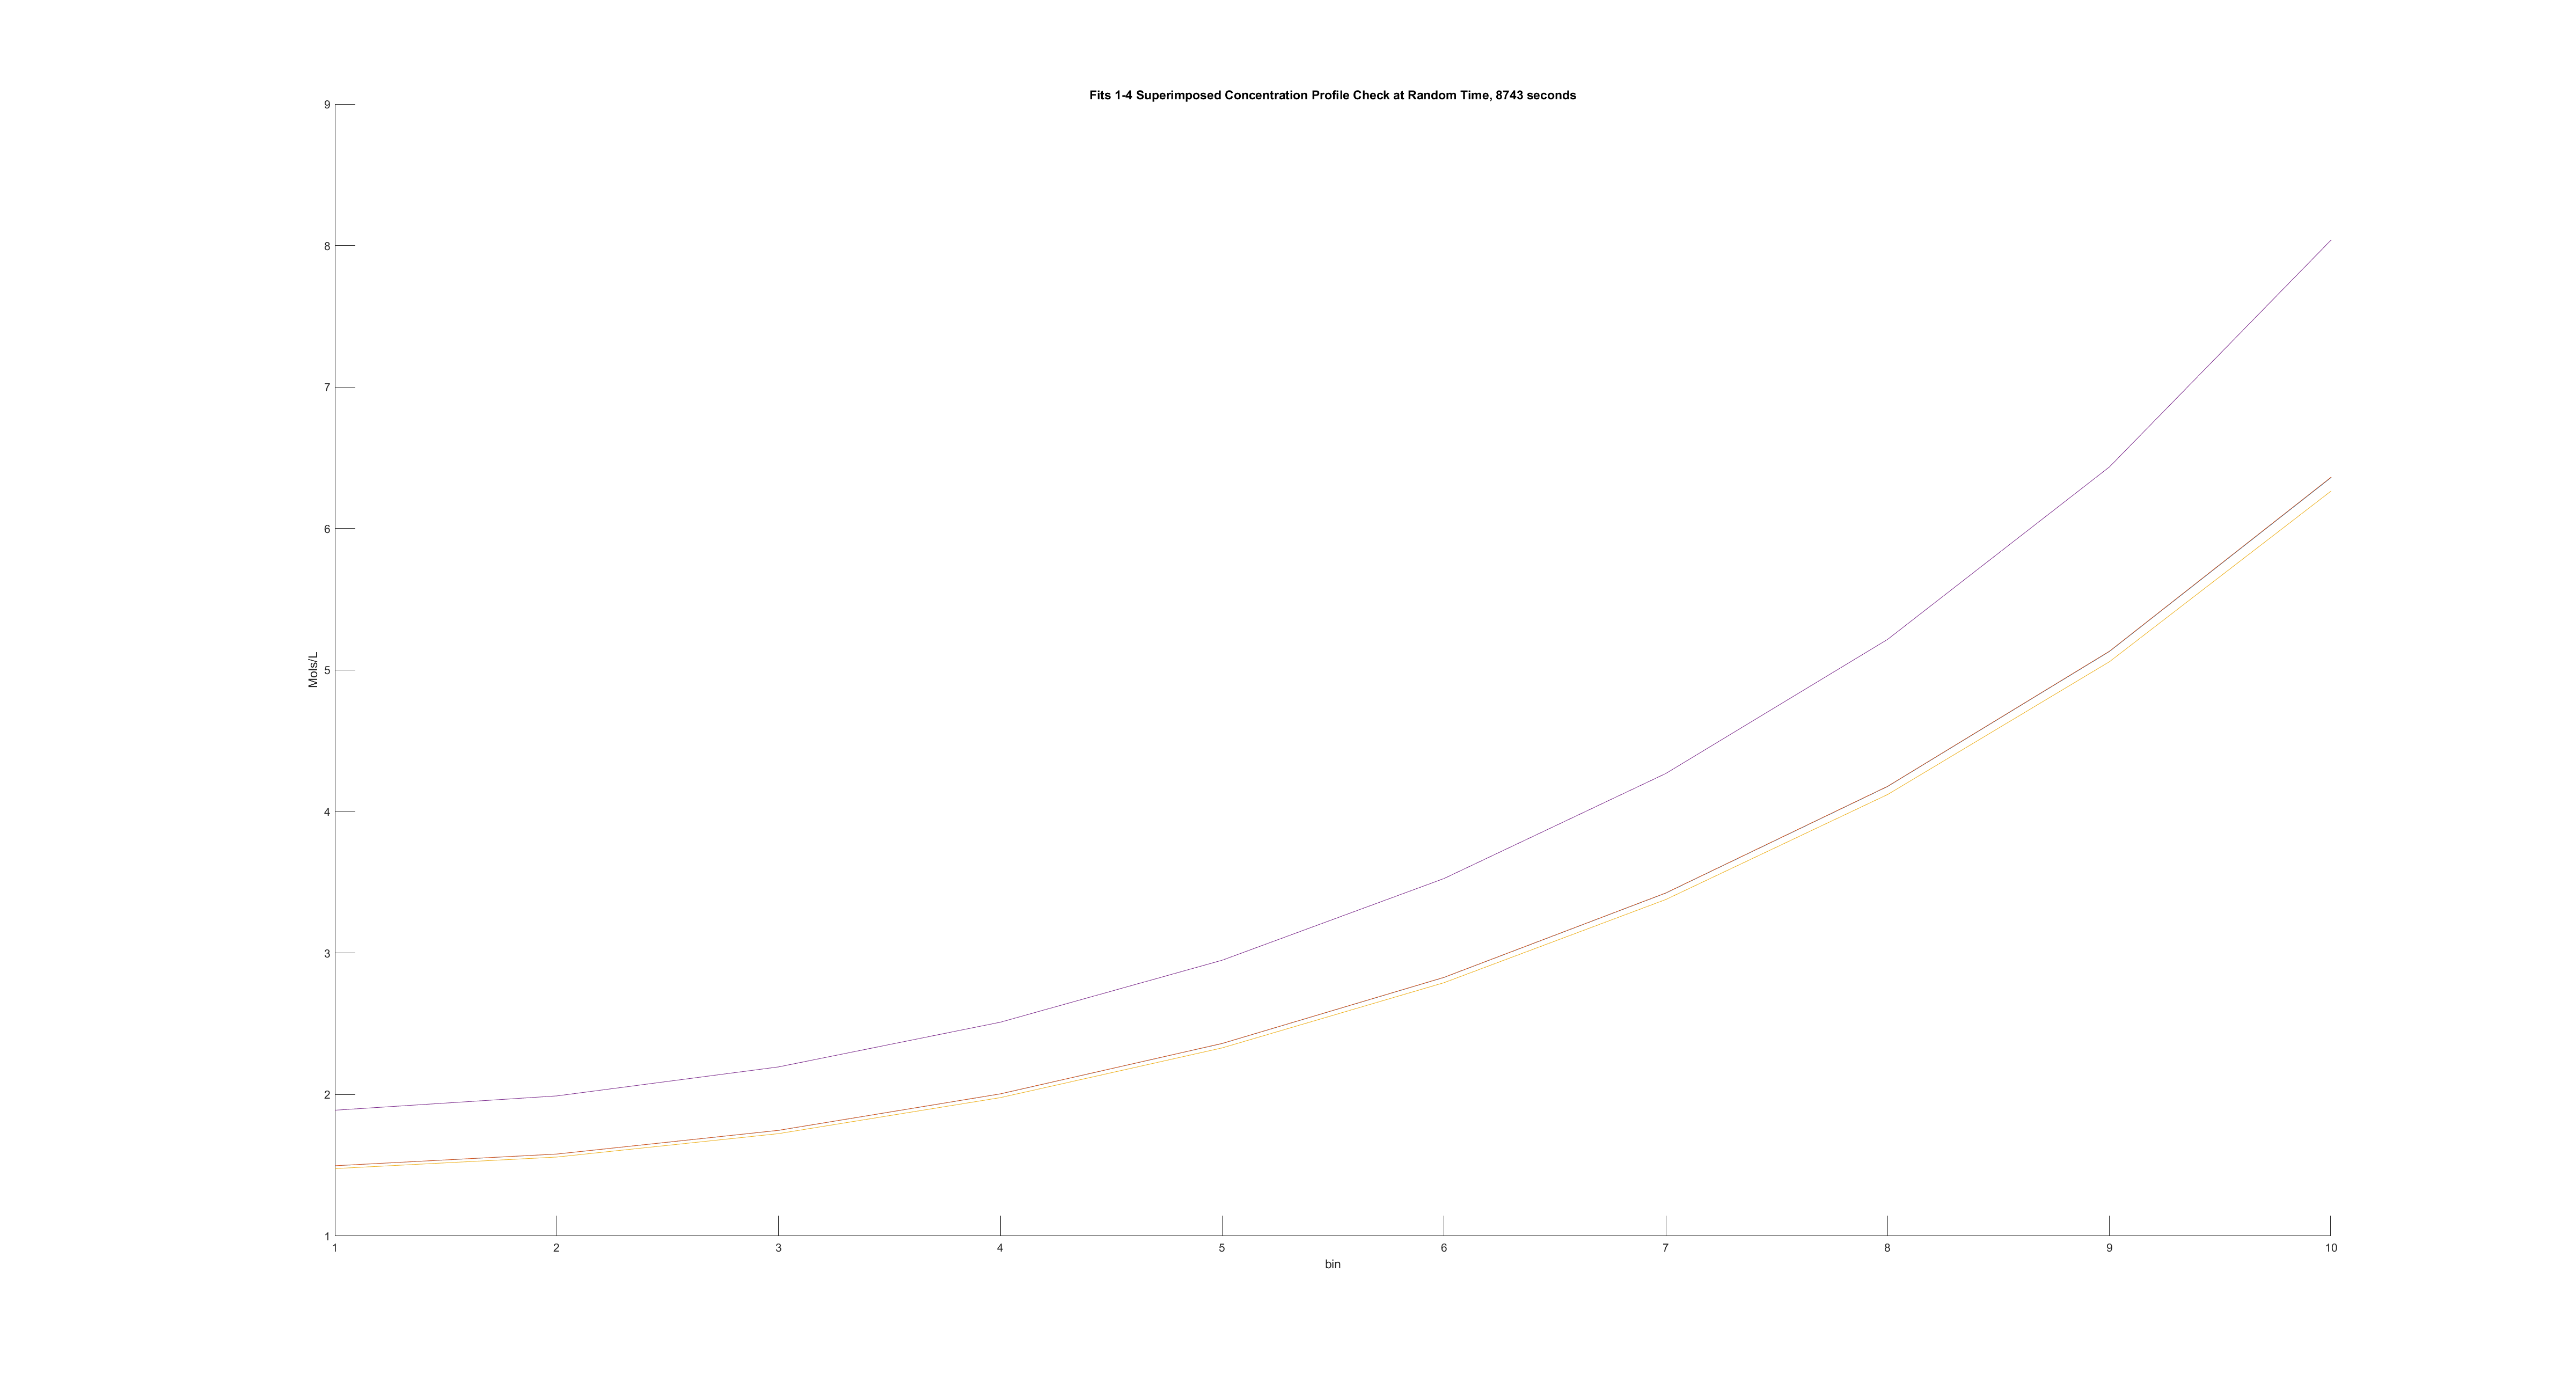 Fits 1-4 Superimposed Concentration Profile Check at Random Time, 8743 seconds
9
8
7
6
5
4
3
2
1
Mols/L
1 2 3 4 5 6 7 8 9 10
bin